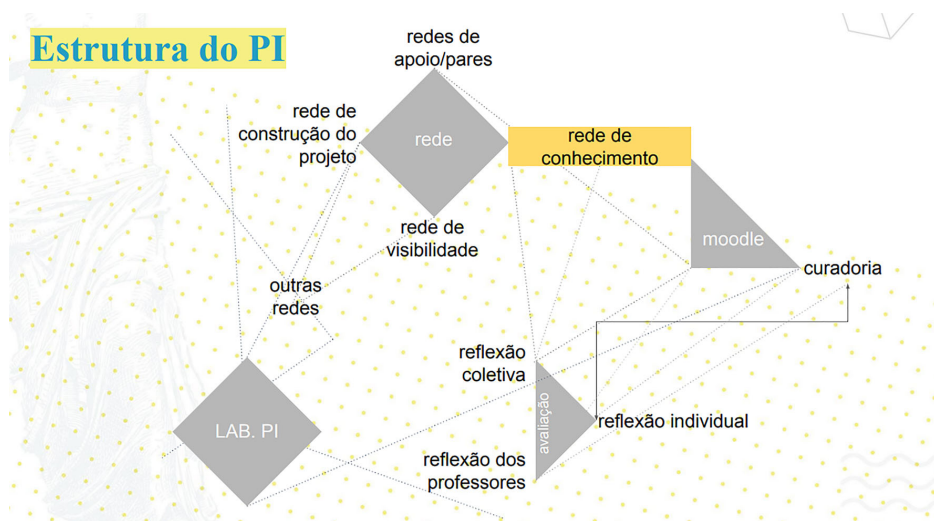 Estrutura do PI
redes de
apoio/pares
rede de
construção do
projeto
rede
rede de
conhecimento
rede de
visibilidade
moodle
curadoria
outras
redes
reflexão
coletiva
avaliação
reflexão individual
LAB. PI
reflexão dos
professores